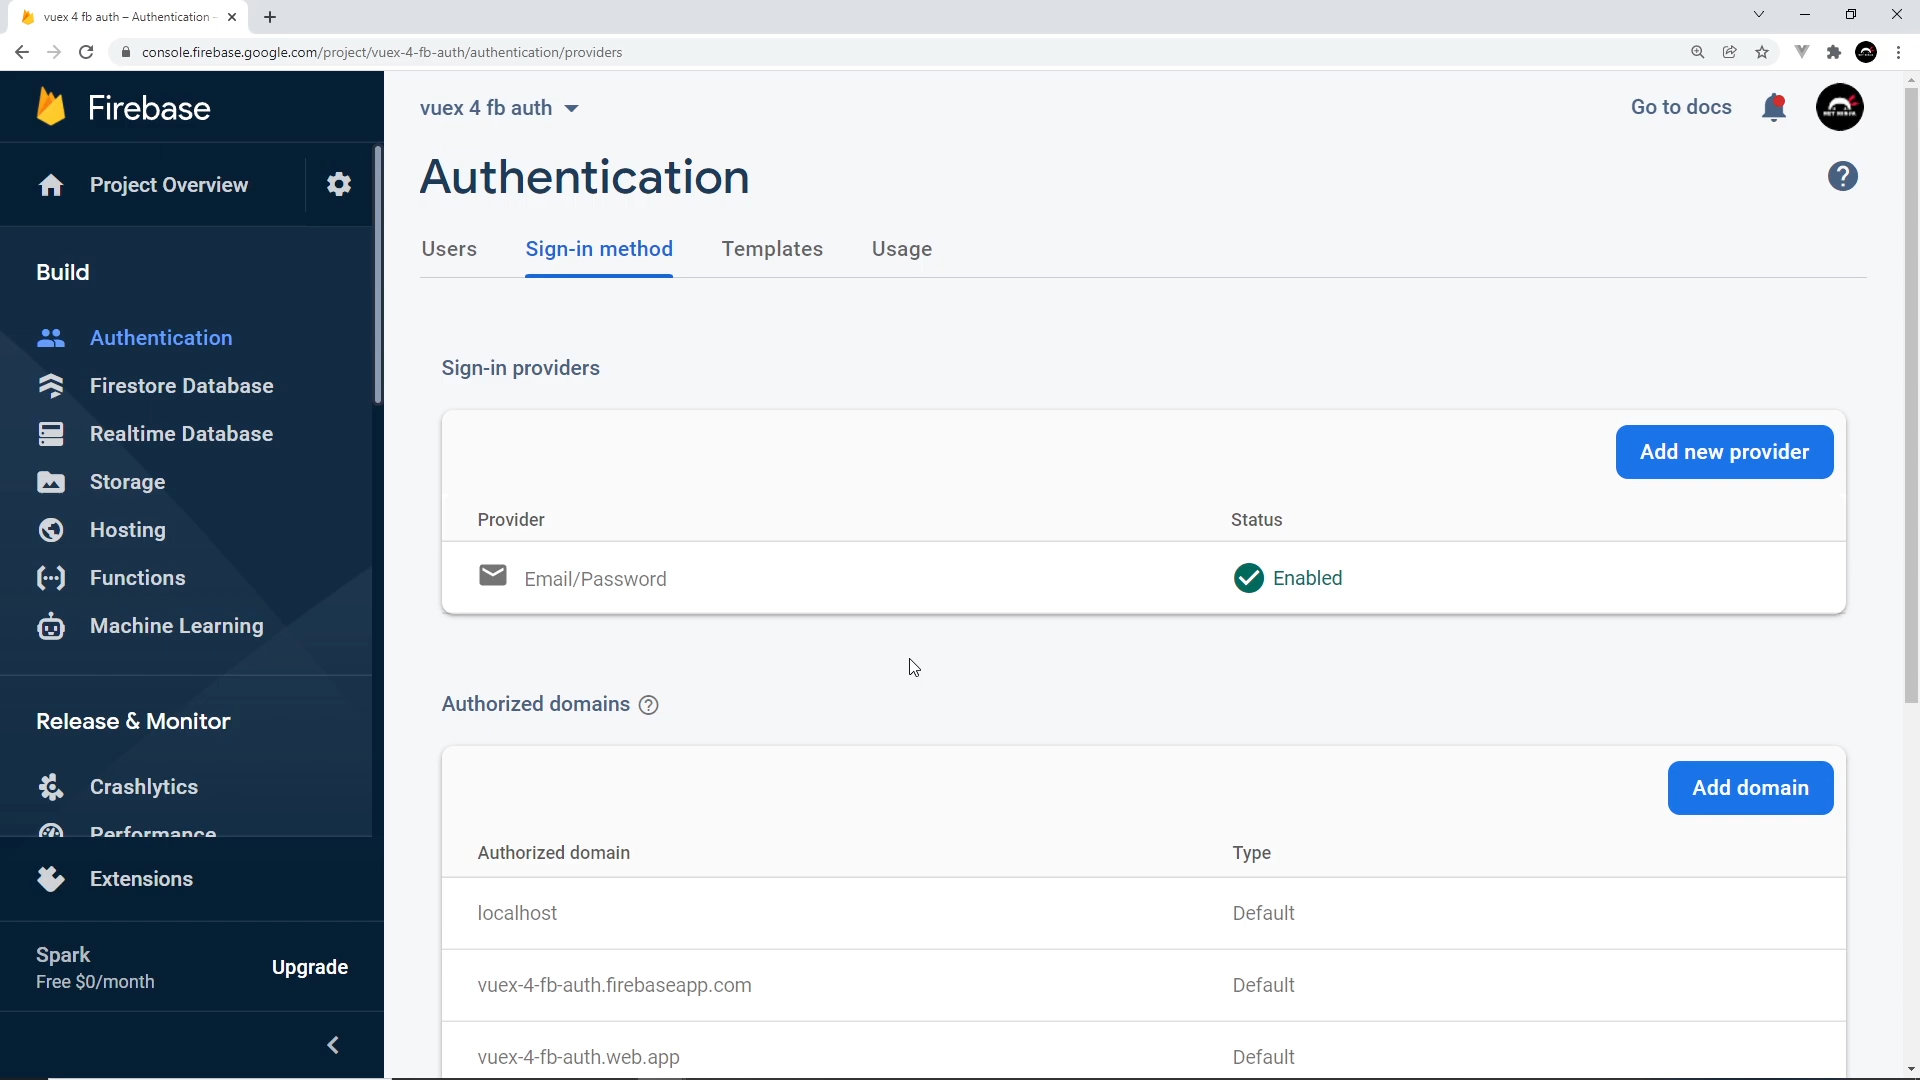 vuex 4 fb auth – Authentication -
console.firebase.google.com/project/vuex-4-fb-auth/authentication/providers
Firebase
vuex 4 fb auth
Go to docs
Project Overview
Authentication
Users
Sign-in method
Templates
Usage
Build
Authentication
Firestore Database
Realtime Database
Storage
Hosting
Functions
Machine Learning
Release & Monitor
Crashlytics
Performance
Extensions
Spark
Free $0/month
Upgrade
Sign-in providers
Add new provider
Provider
Status
Email/Password
Enabled
Authorized domains
Add domain
Authorized domain
Type
localhost
Default
vuex-4-fb-auth.firebaseapp.com
Default
vuex-4-fb-auth.web.app
Default